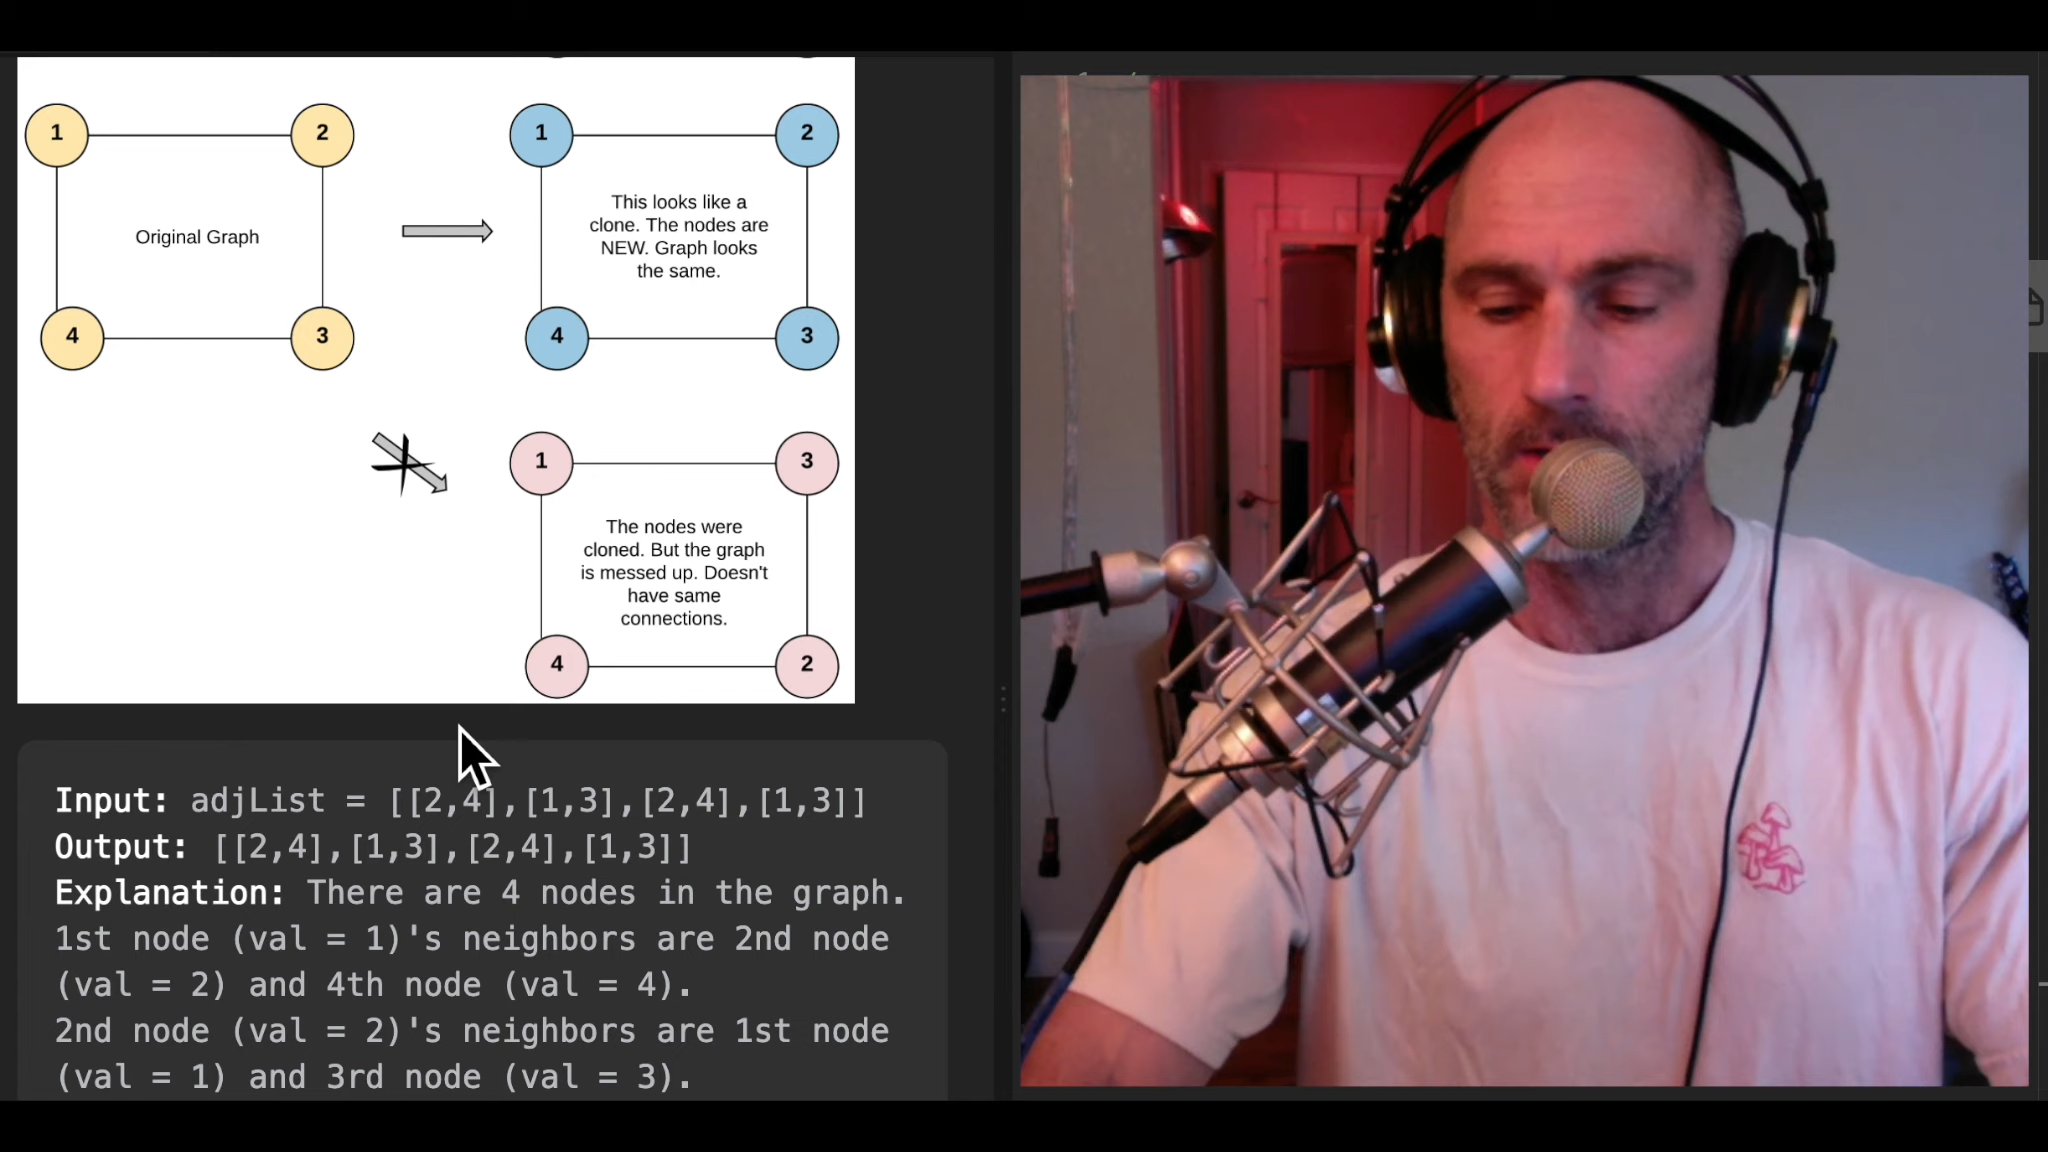 1
2
Original Graph
4
3
1
2
This looks like a
clone. The nodes are
NEW. Graph looks
the same.
4
3
1
3
The nodes were
cloned. But the graph
is messed up. Doesn't
have same
connections.
4
2
Input: adjList = [[2,4],[1,3],[2,4],[1,3]]
Output: [[2,4],[1,3],[2,4],[1,3]]
Explanation: There are 4 nodes in the graph.
1st node (val = 1)'s neighbors are 2nd node
(val = 2) and 4th node (val = 4).
2nd node (val = 2)'s neighbors are 1st node
(val = 1) and 3rd node (val = 3).